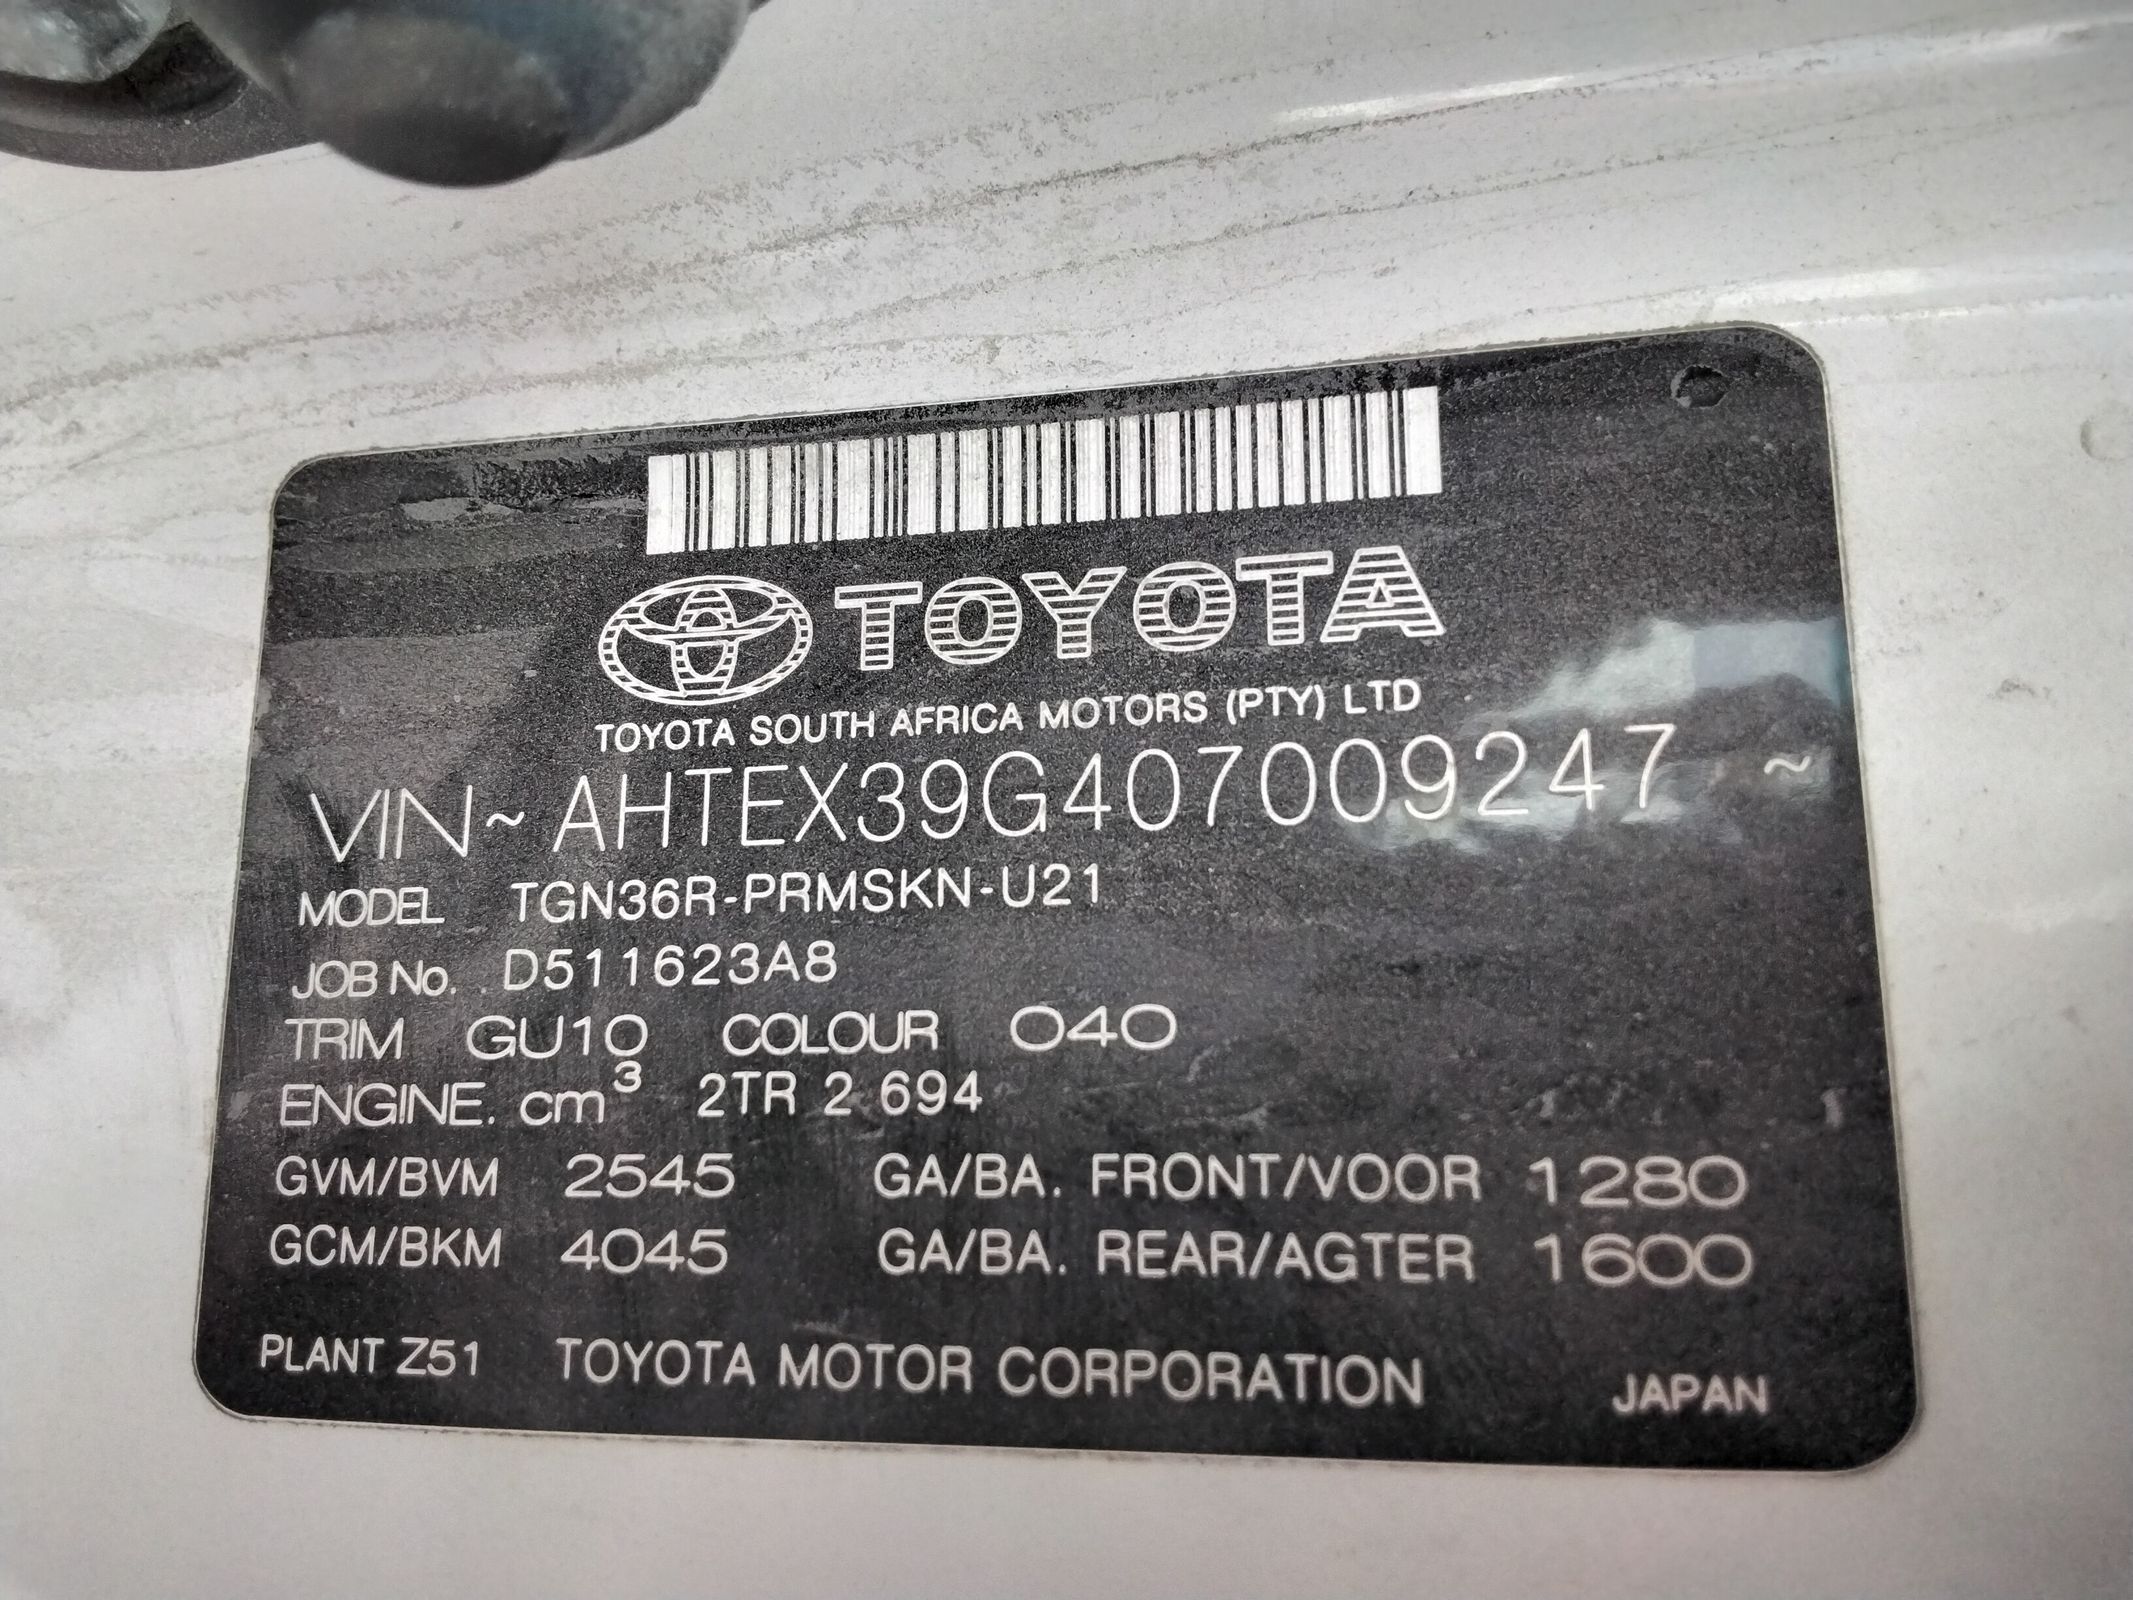 TOYOTA
TOYOTA SOUTH AFRICA MOTORS (PTY) LTD
VIN~ AHTEX39G407009247 ~
MODEL TGN36R-PRMSKN-U21
JOB No. D511623A8
TRIM GU10 COLOUR 040
ENGINE. cm³ 2TR 2 694
GVM/BVM 2545 GA/BA. FRONT/VOOR 1280
GCM/BKM 4045 GA/BA. REAR/AGTER 1600
PLANT Z51 TOYOTA MOTOR CORPORATION JAPAN